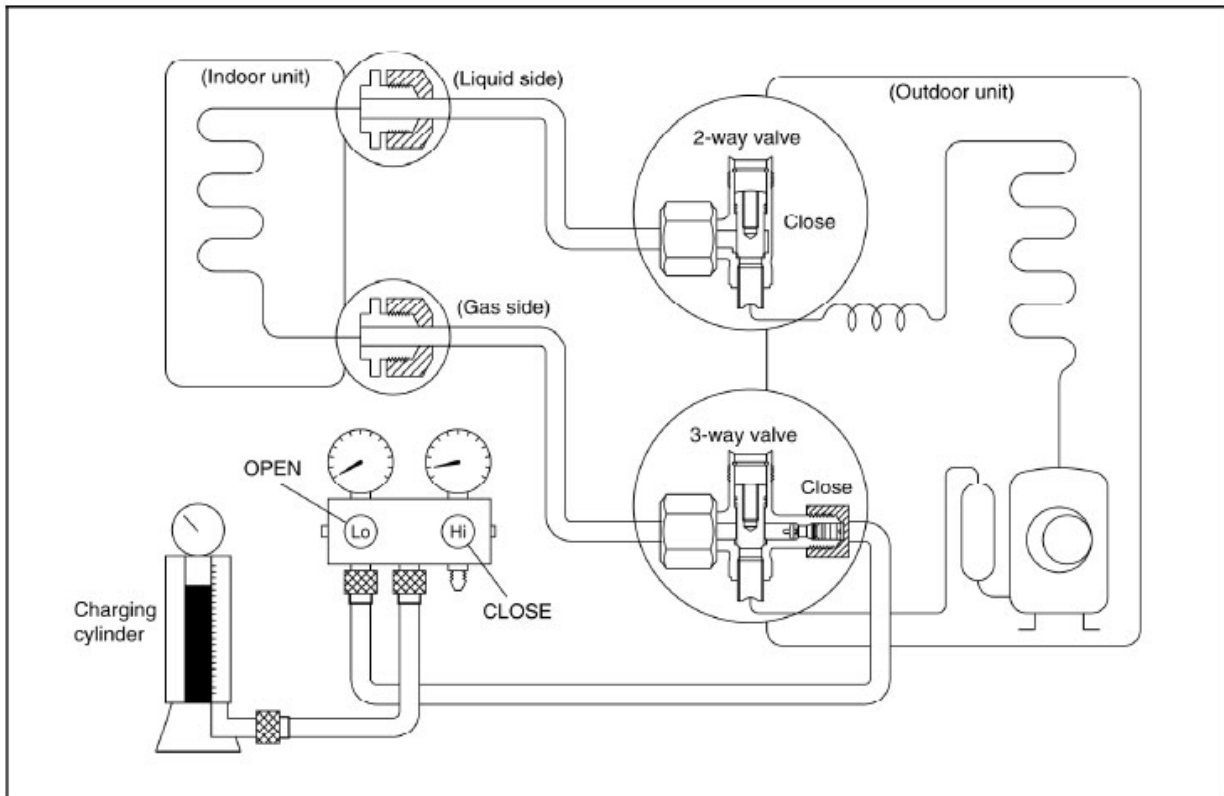 (Indoor unit)
(Liquid side)
(Outdoor unit)
2-way valve
Close
(Gas side)
3-way valve
Close
OPEN
Lo
Hi
CLOSE
Charging
cylinder